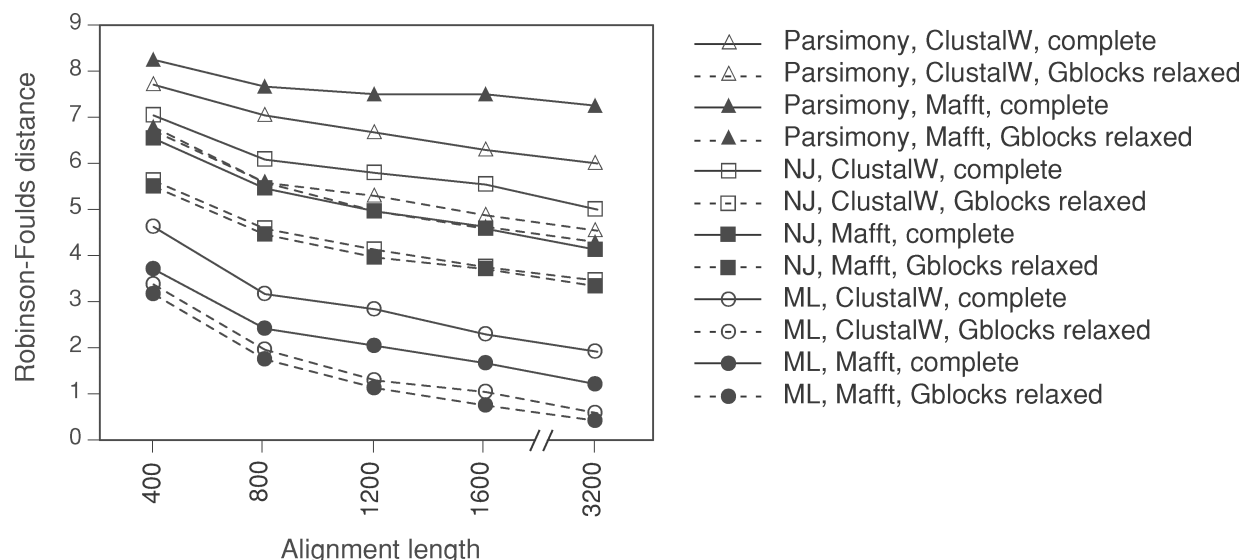 Robinson-Foulds distance
9
8
7
6
5
4
3
2
1
0
400
800
1200
1600
3200
Alignment length
Parsimony, ClustalW, complete
Parsimony, ClustalW, Gblocks relaxed
Parsimony, Mafft, complete
Parsimony, Mafft, Gblocks relaxed
NJ, ClustalW, complete
NJ, ClustalW, Gblocks relaxed
NJ, Mafft, complete
NJ, Mafft, Gblocks relaxed
ML, ClustalW, complete
ML, ClustalW, Gblocks relaxed
ML, Mafft, complete
ML, Mafft, Gblocks relaxed